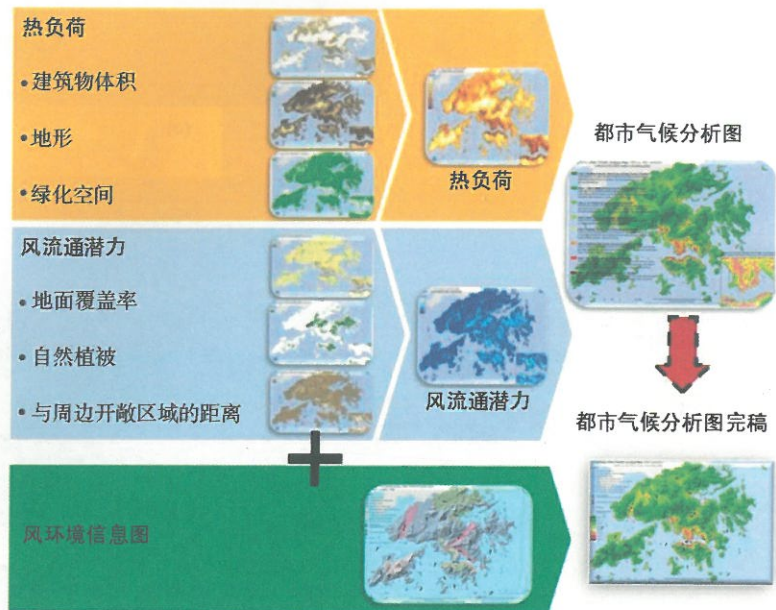 热负荷
• 建筑物体积
• 地形
• 绿化空间
热负荷
风流通潜力
• 地面覆盖率
• 自然植被
• 与周边开敞区域的距离
风流通潜力
都市气候分析图
都市气候分析图完稿
风环境信息图